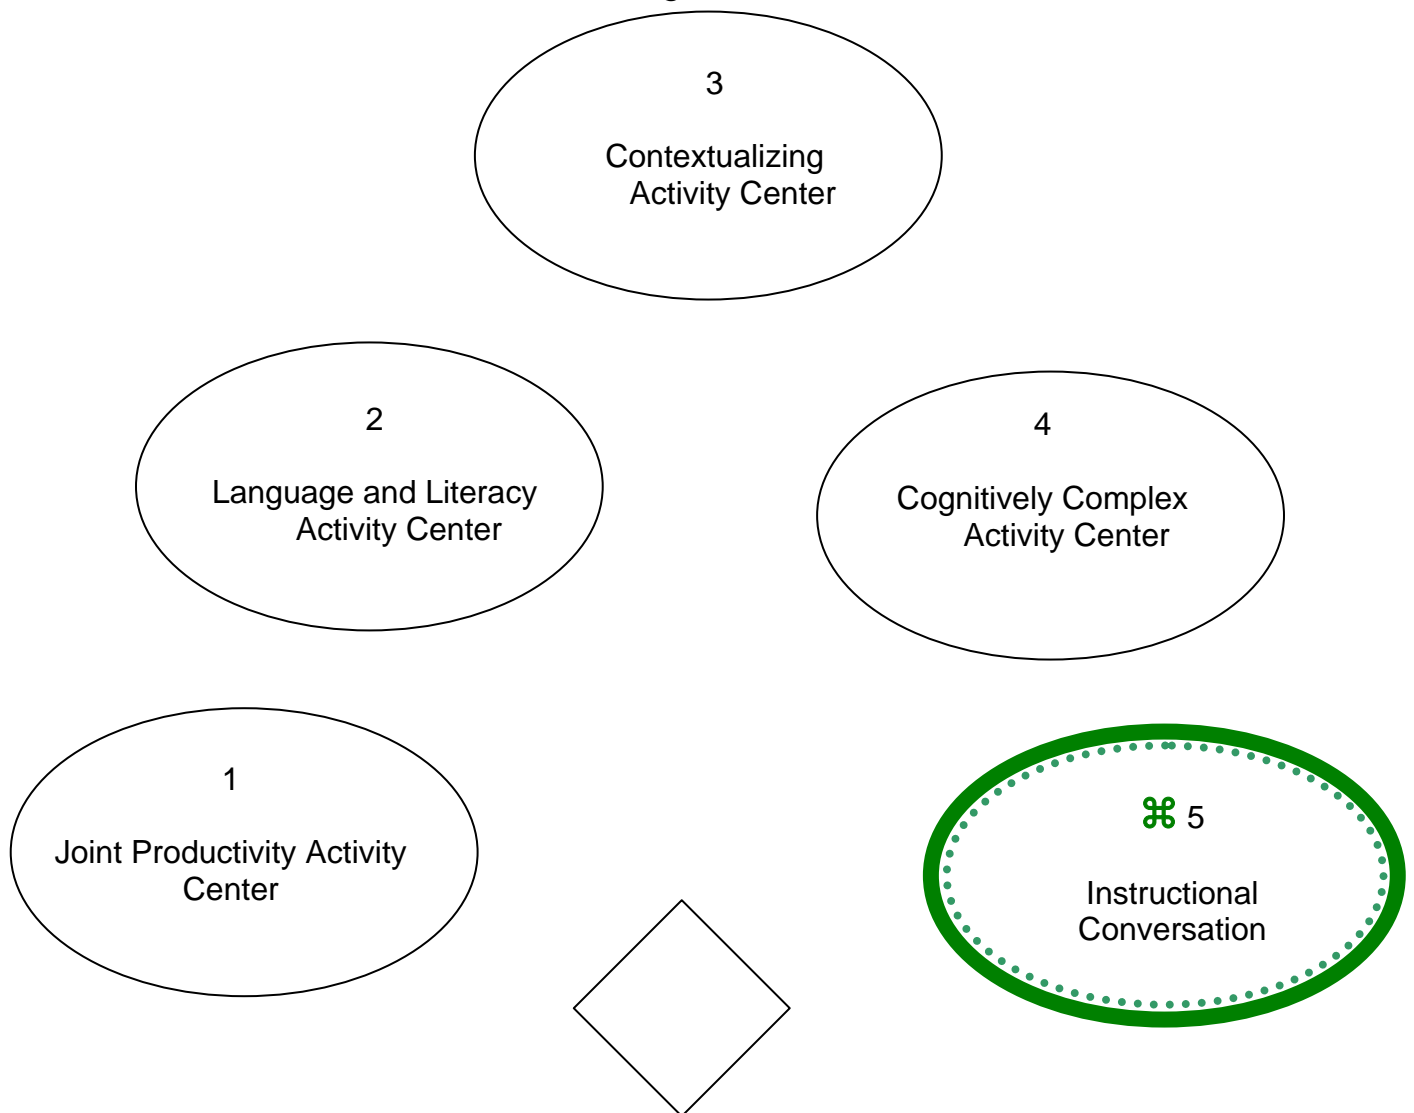 3
Contextualizing
Activity Center
2
Language and Literacy
Activity Center
4
Cognitively Complex
Activity Center
1
Joint Productivity Activity
Center
⌘ 5
Instructional
Conversation